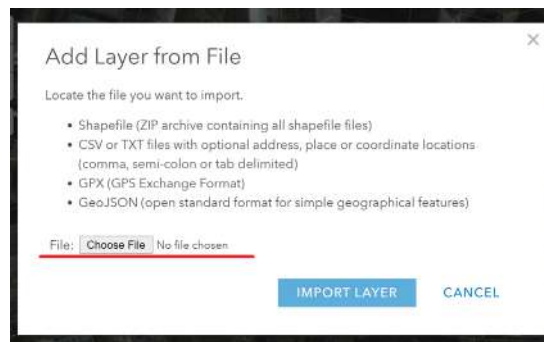 Add Layer from File
Locate the file you want to import.
• Shapefile (ZIP archive containing all shapefile files)
• CSV or TXT files with optional address, place or coordinate locations
(comma, semi-colon or tab delimited)
• GPX (GPS Exchange Format)
• GeoJSON (open standard format for simple geographical features)
File: Choose File No file chosen
IMPORT LAYER CANCEL